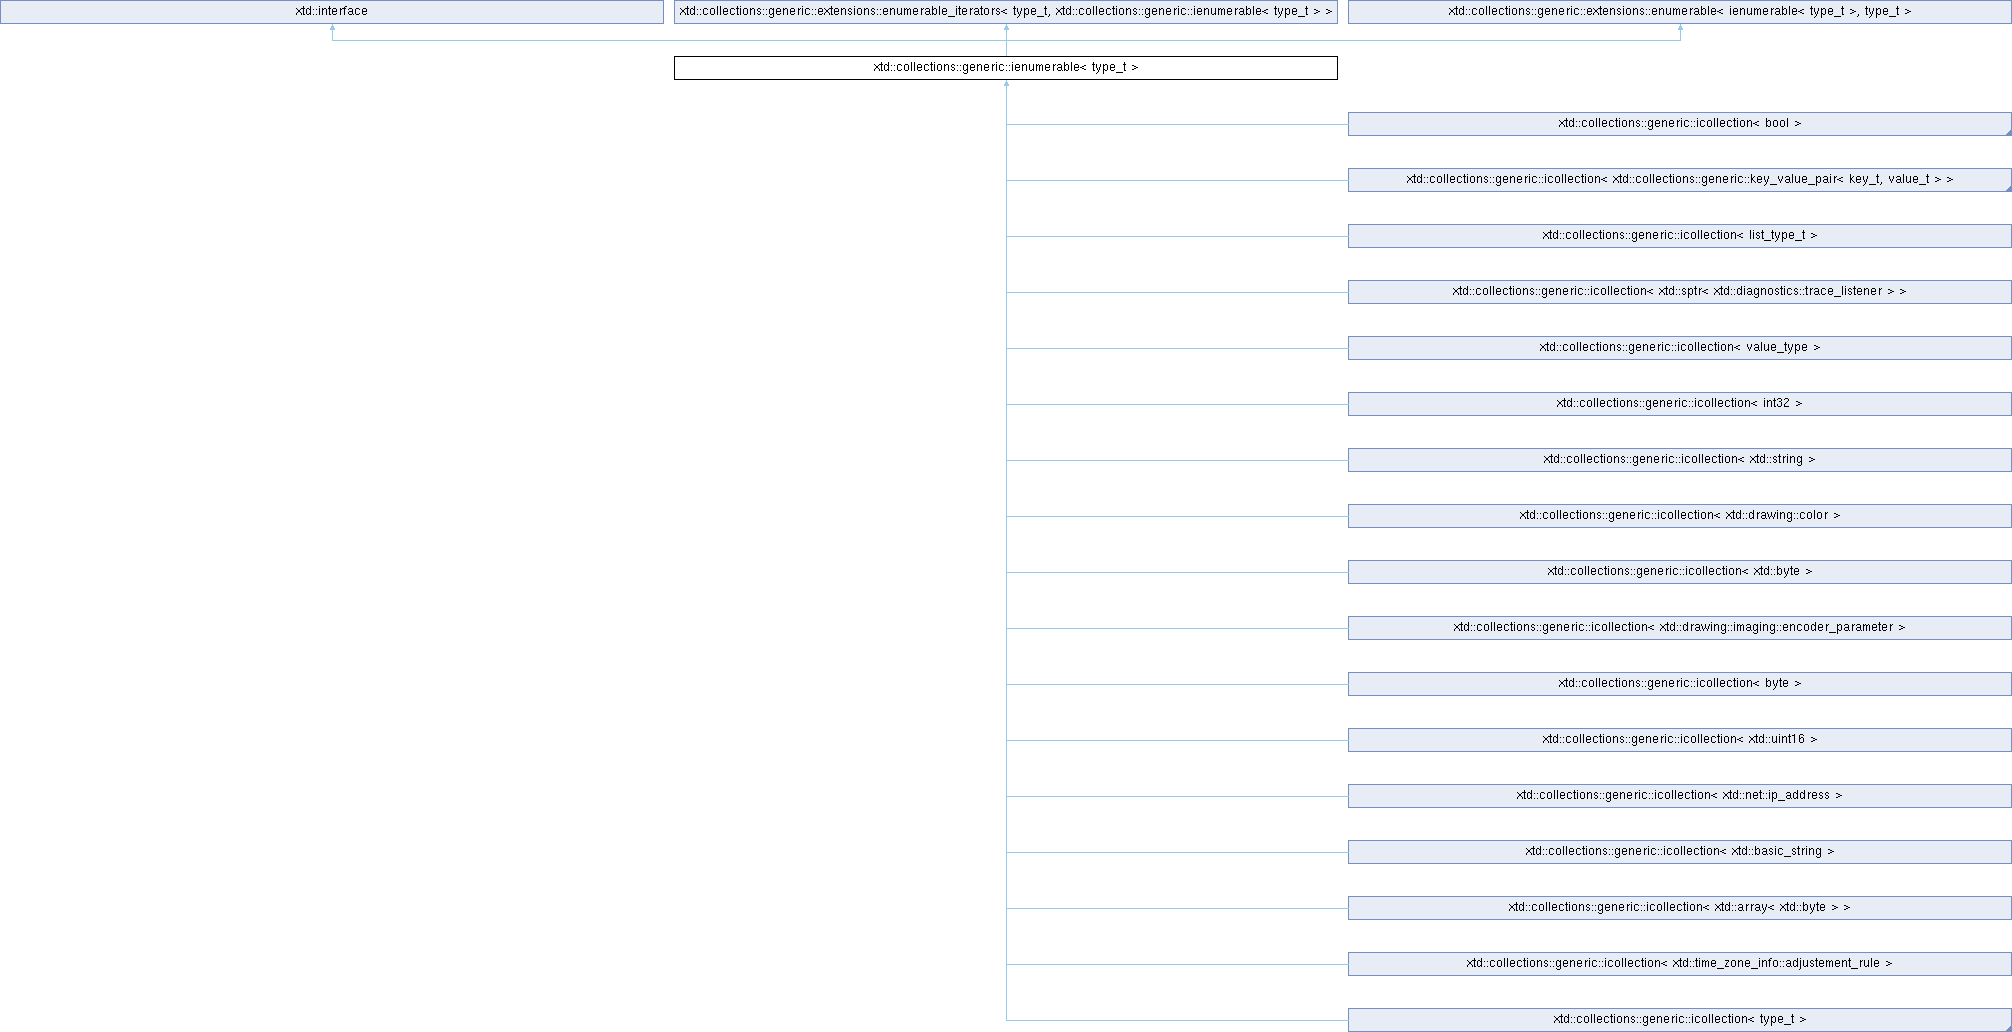 xtd::interface
xtd::collections::generic::extensions::enumerable_iterators< type_t, xtd::collections::generic::ienumerable< type_t > >
xtd::collections::generic::extensions::enumerable< ienumerable< type_t >, type_t >
xtd::collections::generic::ienumerable< type_t >
xtd::collections::generic::icollection< bool >
xtd::collections::generic::icollection< xtd::collections::generic::key_value_pair< key_t, value_t > >
xtd::collections::generic::icollection< list_type_t >
xtd::collections::generic::icollection< xtd::sptr< xtd::diagnostics::trace_listener > >
xtd::collections::generic::icollection< value_type >
xtd::collections::generic::icollection< int32 >
xtd::collections::generic::icollection< xtd::string >
xtd::collections::generic::icollection< xtd::drawing::color >
xtd::collections::generic::icollection< xtd::byte >
xtd::collections::generic::icollection< xtd::drawing::imaging::encoder_parameter >
xtd::collections::generic::icollection< byte >
xtd::collections::generic::icollection< xtd::uint16 >
xtd::collections::generic::icollection< xtd::net::ip_address >
xtd::collections::generic::icollection< xtd::basic_string >
xtd::collections::generic::icollection< xtd::array< xtd::byte > >
xtd::collections::generic::icollection< xtd::time_zone_info::adjustement_rule >
xtd::collections::generic::icollection< type_t >